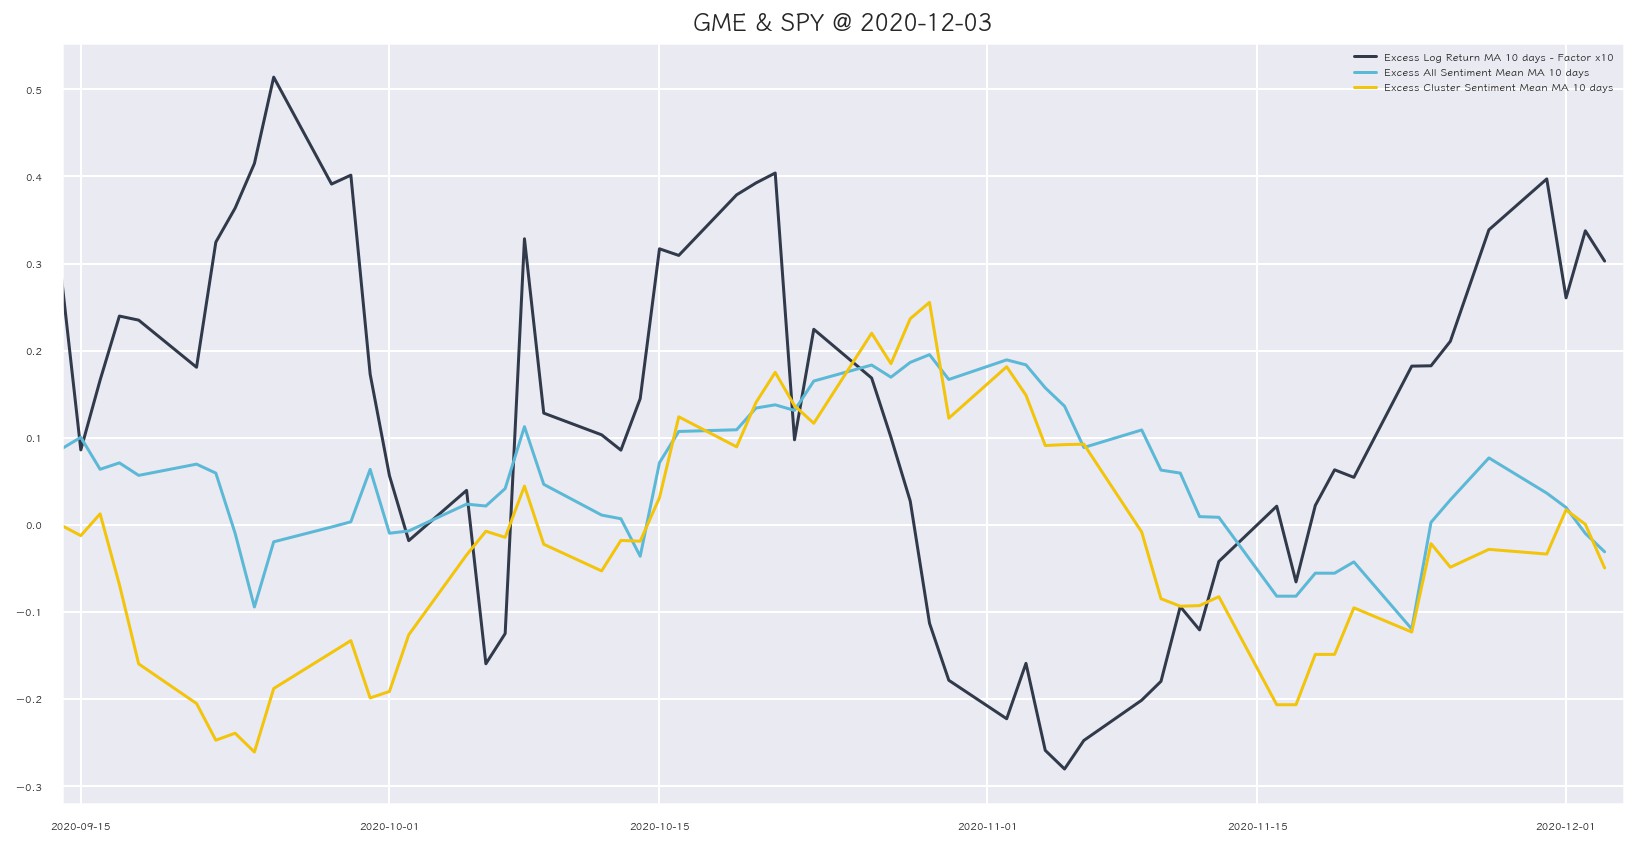 GME & SPY @ 2020-12-03
Excess Log Return MA 10 days - Factor x10
Excess All Sentiment Mean MA 10 days
Excess Cluster Sentiment Mean MA 10 days
0.5
0.4
0.3
0.2
0.1
0.0
−0.1
−0.2
−0.3
2020-09-15 2020-10-01 2020-10-15 2020-11-01 2020-11-15 2020-12-01